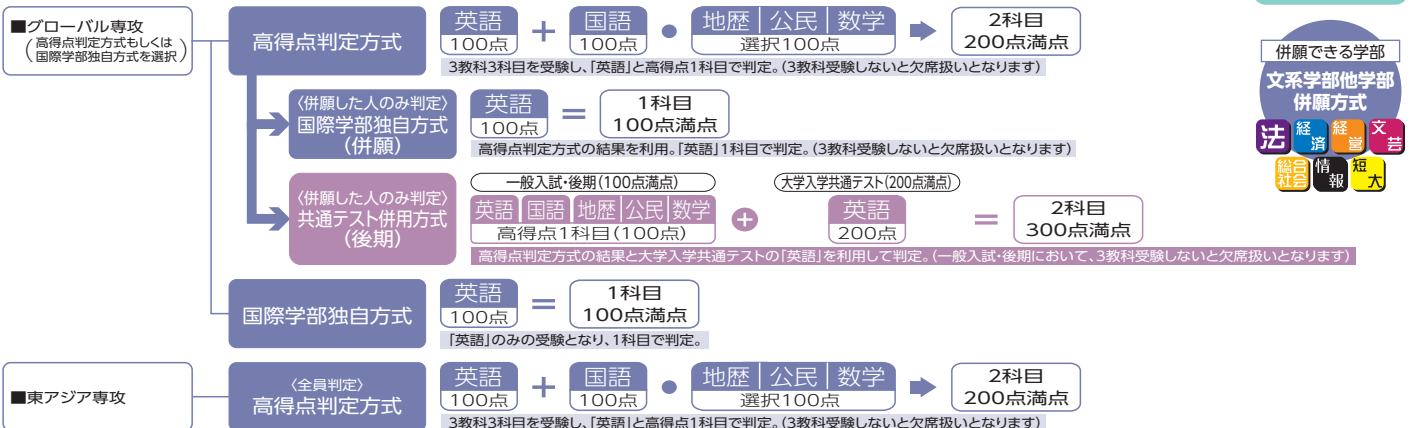 ■グローバル専攻
(高得点判定方式もしくは
国際学部独自方式を選択)
高得点判定方式
英語
100点
+
国語
100点
●
地歴|公民|数学
選択100点
2科目
200点満点
3教科3科目を受験し、「英語」と高得点1科目で判定。(3教科受験しないと欠席扱いとなります)
〈併願した人のみ判定〉
国際学部独自方式
(併願)
英語
100点
=
1科目
100点満点
高得点判定方式の結果を利用。「英語」1科目で判定。(3教科受験しないと欠席扱いとなります)
〈併願した人のみ判定〉
共通テスト併用方式
(後期)
一般入試・後期(100点満点)
英語|国語|地歴|公民|数学
高得点1科目(100点)
+
大学入学共通テスト(200点満点)
英語
200点
=
2科目
300点満点
高得点判定方式の結果と大学入学共通テストの「英語」を利用して判定。(一般入試・後期において、3教科受験しないと欠席扱いとなります)
国際学部独自方式
英語
100点
=
1科目
100点満点
「英語」のみの受験となり、1科目で判定。
■東アジア専攻
〈全員判定〉
高得点判定方式
英語
100点
+
国語
100点
●
地歴|公民|数学
選択100点
2科目
200点満点
3教科3科目を受験し、「英語」と高得点1科目で判定。(3教科受験しないと欠席扱いとなります)
併願できる学部
文系学部他学部
併願方式
法 経済 経営 文芸
総合社会 情報 短大